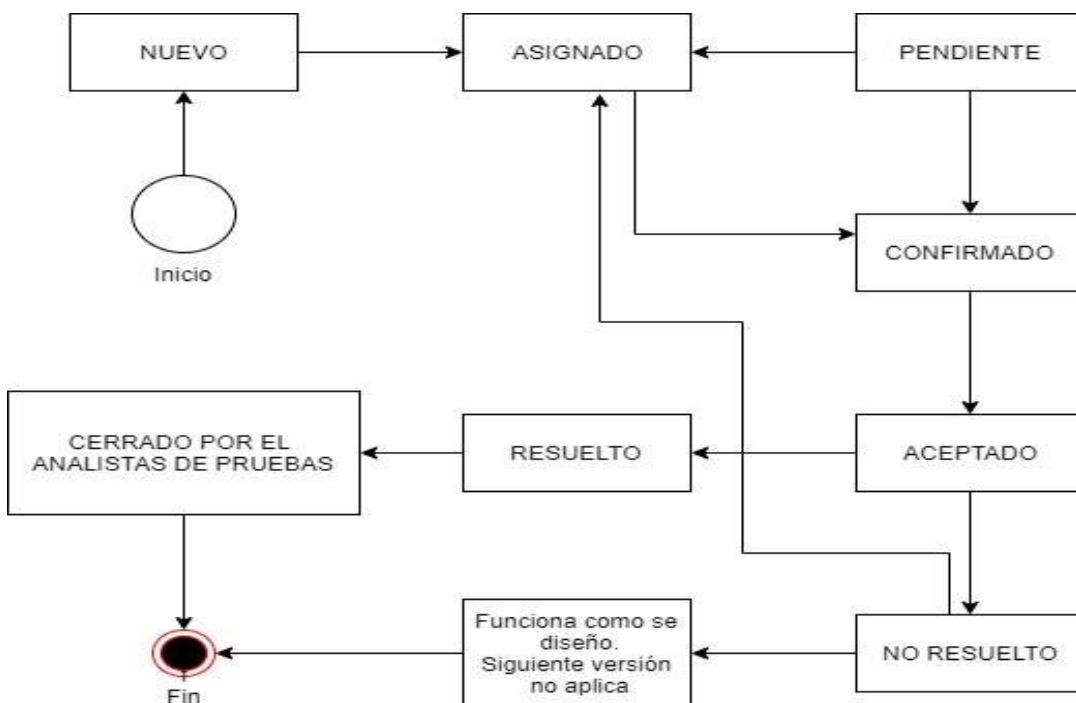 NUEVO
ASIGNADO
PENDIENTE
Inicio
CONFIRMADO
CERRADO POR EL
ANALISTAS DE PRUEBAS
RESUELTO
ACEPTADO
Funciona como se
diseño.
Siguiente versión
no aplica
NO RESUELTO
Fin